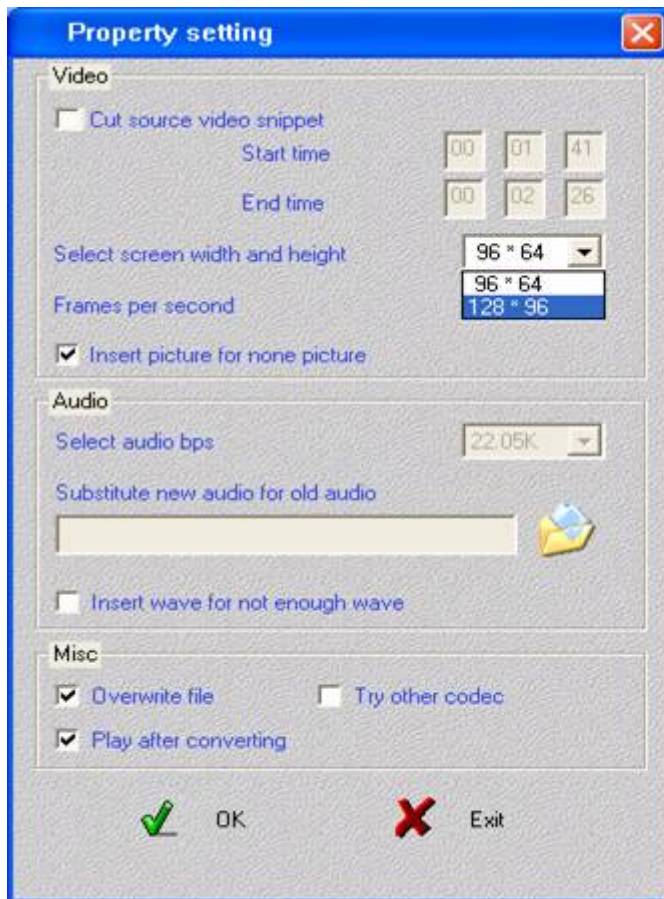 Property setting
Video
Cut source video snippet
Start time 00 01 41
End time 00 02 26
Select screen width and height 96 * 64
96 * 64
Frames per second 128 * 96
Insert picture for none picture
Audio
Select audio bps 22.05K
Substitute new audio for old audio
Insert wave for not enough wave
Misc
Overwrite file Try other codec
Play after converting
OK Exit